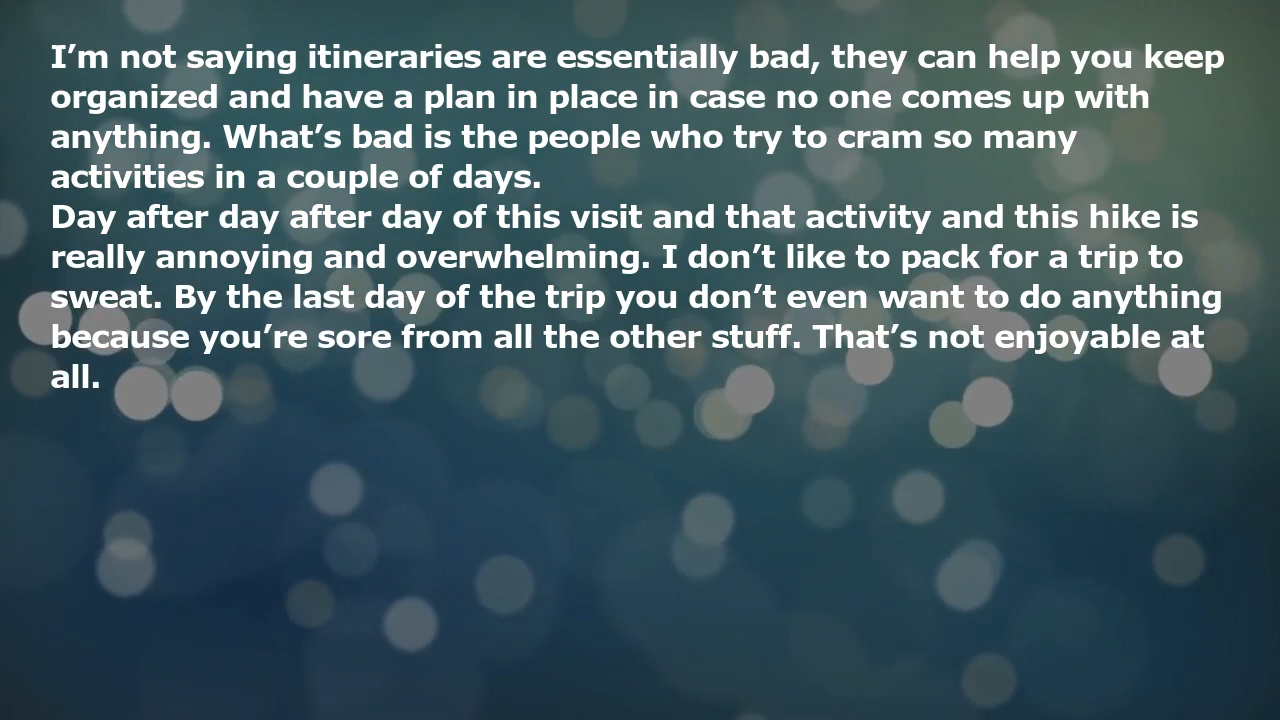 I’m not saying itineraries are essentially bad, they can help you keep
organized and have a plan in place in case no one comes up with
anything. What’s bad is the people who try to cram so many
activities in a couple of days.
Day after day after day of this visit and that activity and this hike is
really annoying and overwhelming. I don’t like to pack for a trip to
sweat. By the last day of the trip you don’t even want to do anything
because you’re sore from all the other stuff. That’s not enjoyable at
all.